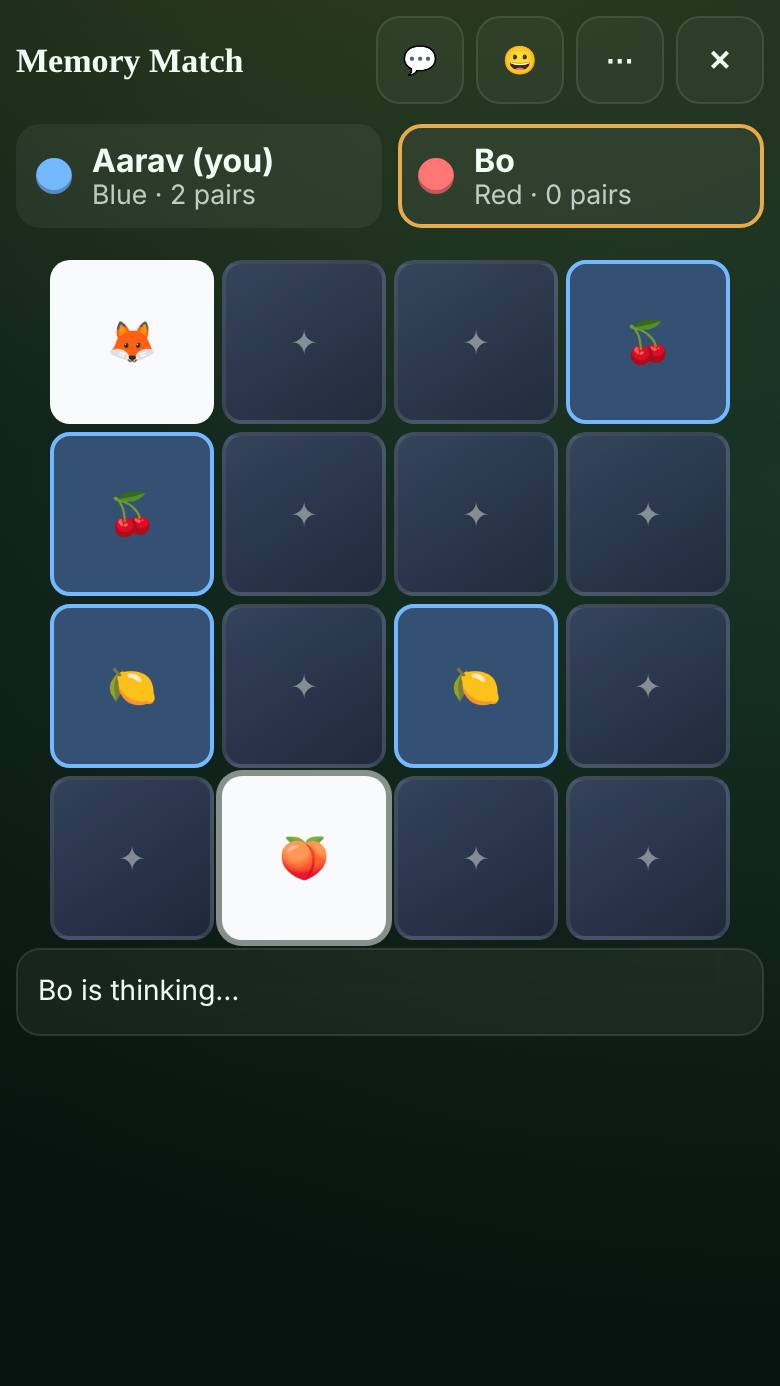 Memory Match
Aarav (you)
Blue · 2 pairs
Bo
Red · 0 pairs
Bo is thinking...